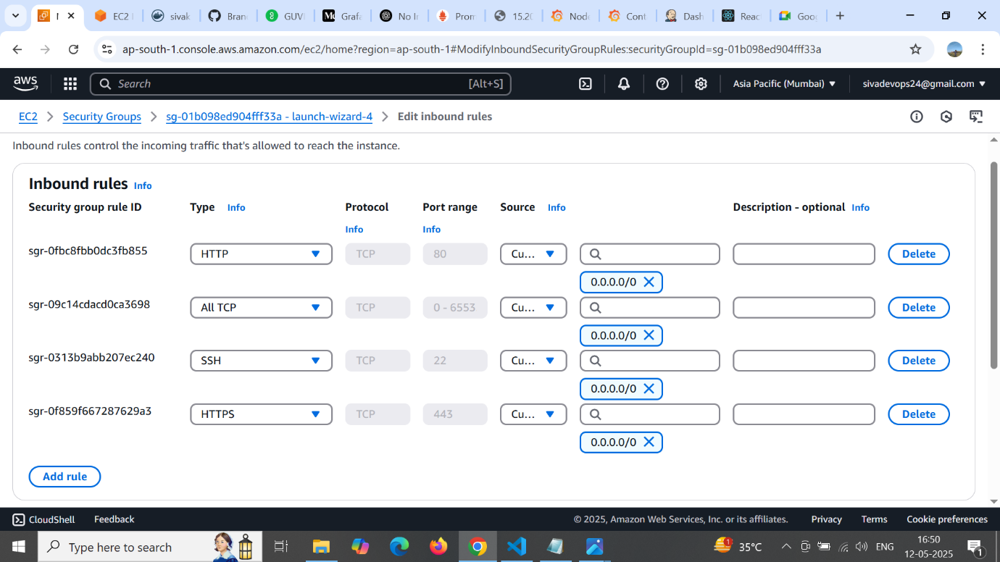 EC2
sivak
Bran
GUVI
Grafa
No In
Prom
15.20
Node
Cont
Dash
React
Goog
ap-south-1.console.aws.amazon.com/ec2/home?region=ap-south-1#ModifyInboundSecurityGroupRules:securityGroupId=sg-01b098ed904fff33a
aws
Search
[Alt+S]
Asia Pacific (Mumbai)
sivadevops24@gmail.com
EC2 > Security Groups > sg-01b098ed904fff33a - launch-wizard-4 > Edit inbound rules
Inbound rules control the incoming traffic that's allowed to reach the instance.
Inbound rules Info
Security group rule ID Type Info Protocol Info Port range Info Source Info Description - optional Info
sgr-0fbc8fbb0dc3fb855 HTTP TCP 80 Cu... Delete
0.0.0.0/0
sgr-09c14cdacd0ca3698 All TCP TCP 0 - 6553 Cu... Delete
0.0.0.0/0
sgr-0313b9abb207ec240 SSH TCP 22 Cu... Delete
0.0.0.0/0
sgr-0f859f667287629a3 HTTPS TCP 443 Cu... Delete
0.0.0.0/0
Add rule
CloudShell Feedback © 2025, Amazon Web Services, Inc. or its affiliates. Privacy Terms Cookie preferences
Type here to search
1
35°C
ENG
16:50
12-05-2025
1